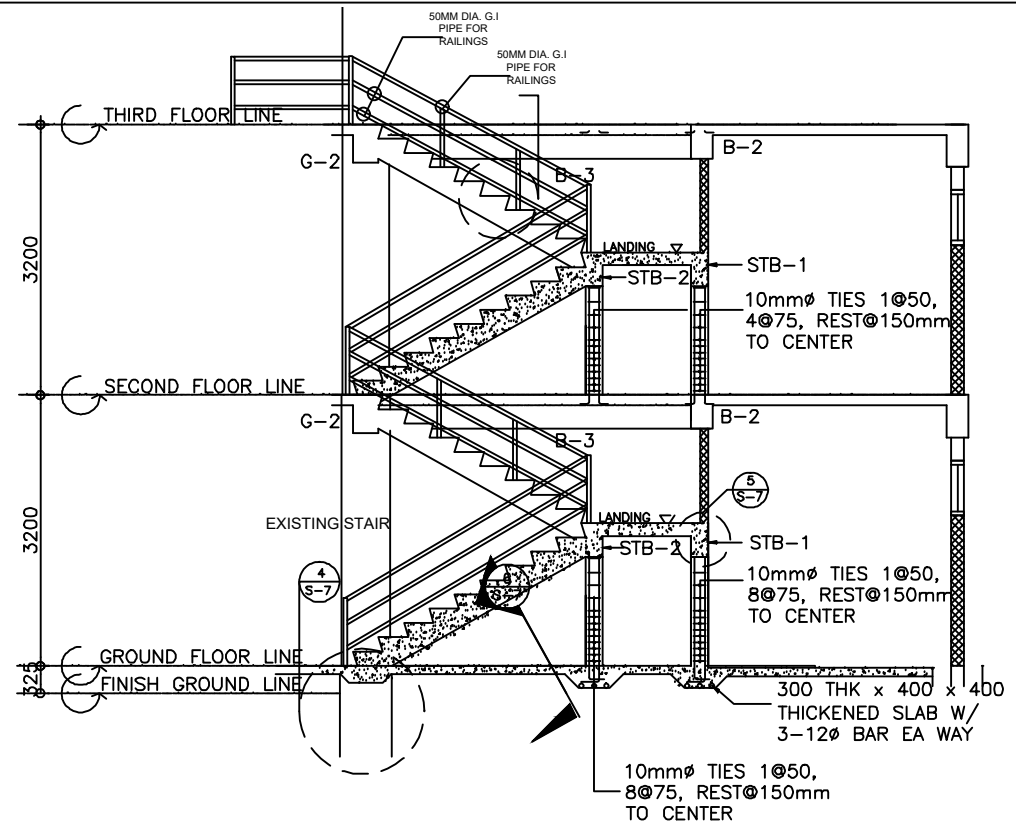 50MM DIA. G.I
PIPE FOR
RAILINGS
50MM DIA. G.I
PIPE FOR
RAILINGS
THIRD FLOOR LINE
G-2
B-3
B-2
3200
LANDING
STB-2
STB-1
10mmø TIES 1@50,
4@75, REST@150mm
TO CENTER
SECOND FLOOR LINE
G-2
B-3
B-2
3200
EXISTING STAIR
5
S-7
LANDING
STB-2
STB-1
4
S-7
10mmø TIES 1@50,
8@75, REST@150mm
TO CENTER
GROUND FLOOR LINE
325
FINISH GROUND LINE
300 THK x 400 x 400
THICKENED SLAB W/
3-12ø BAR EA WAY
10mmø TIES 1@50,
8@75, REST@150mm
TO CENTER